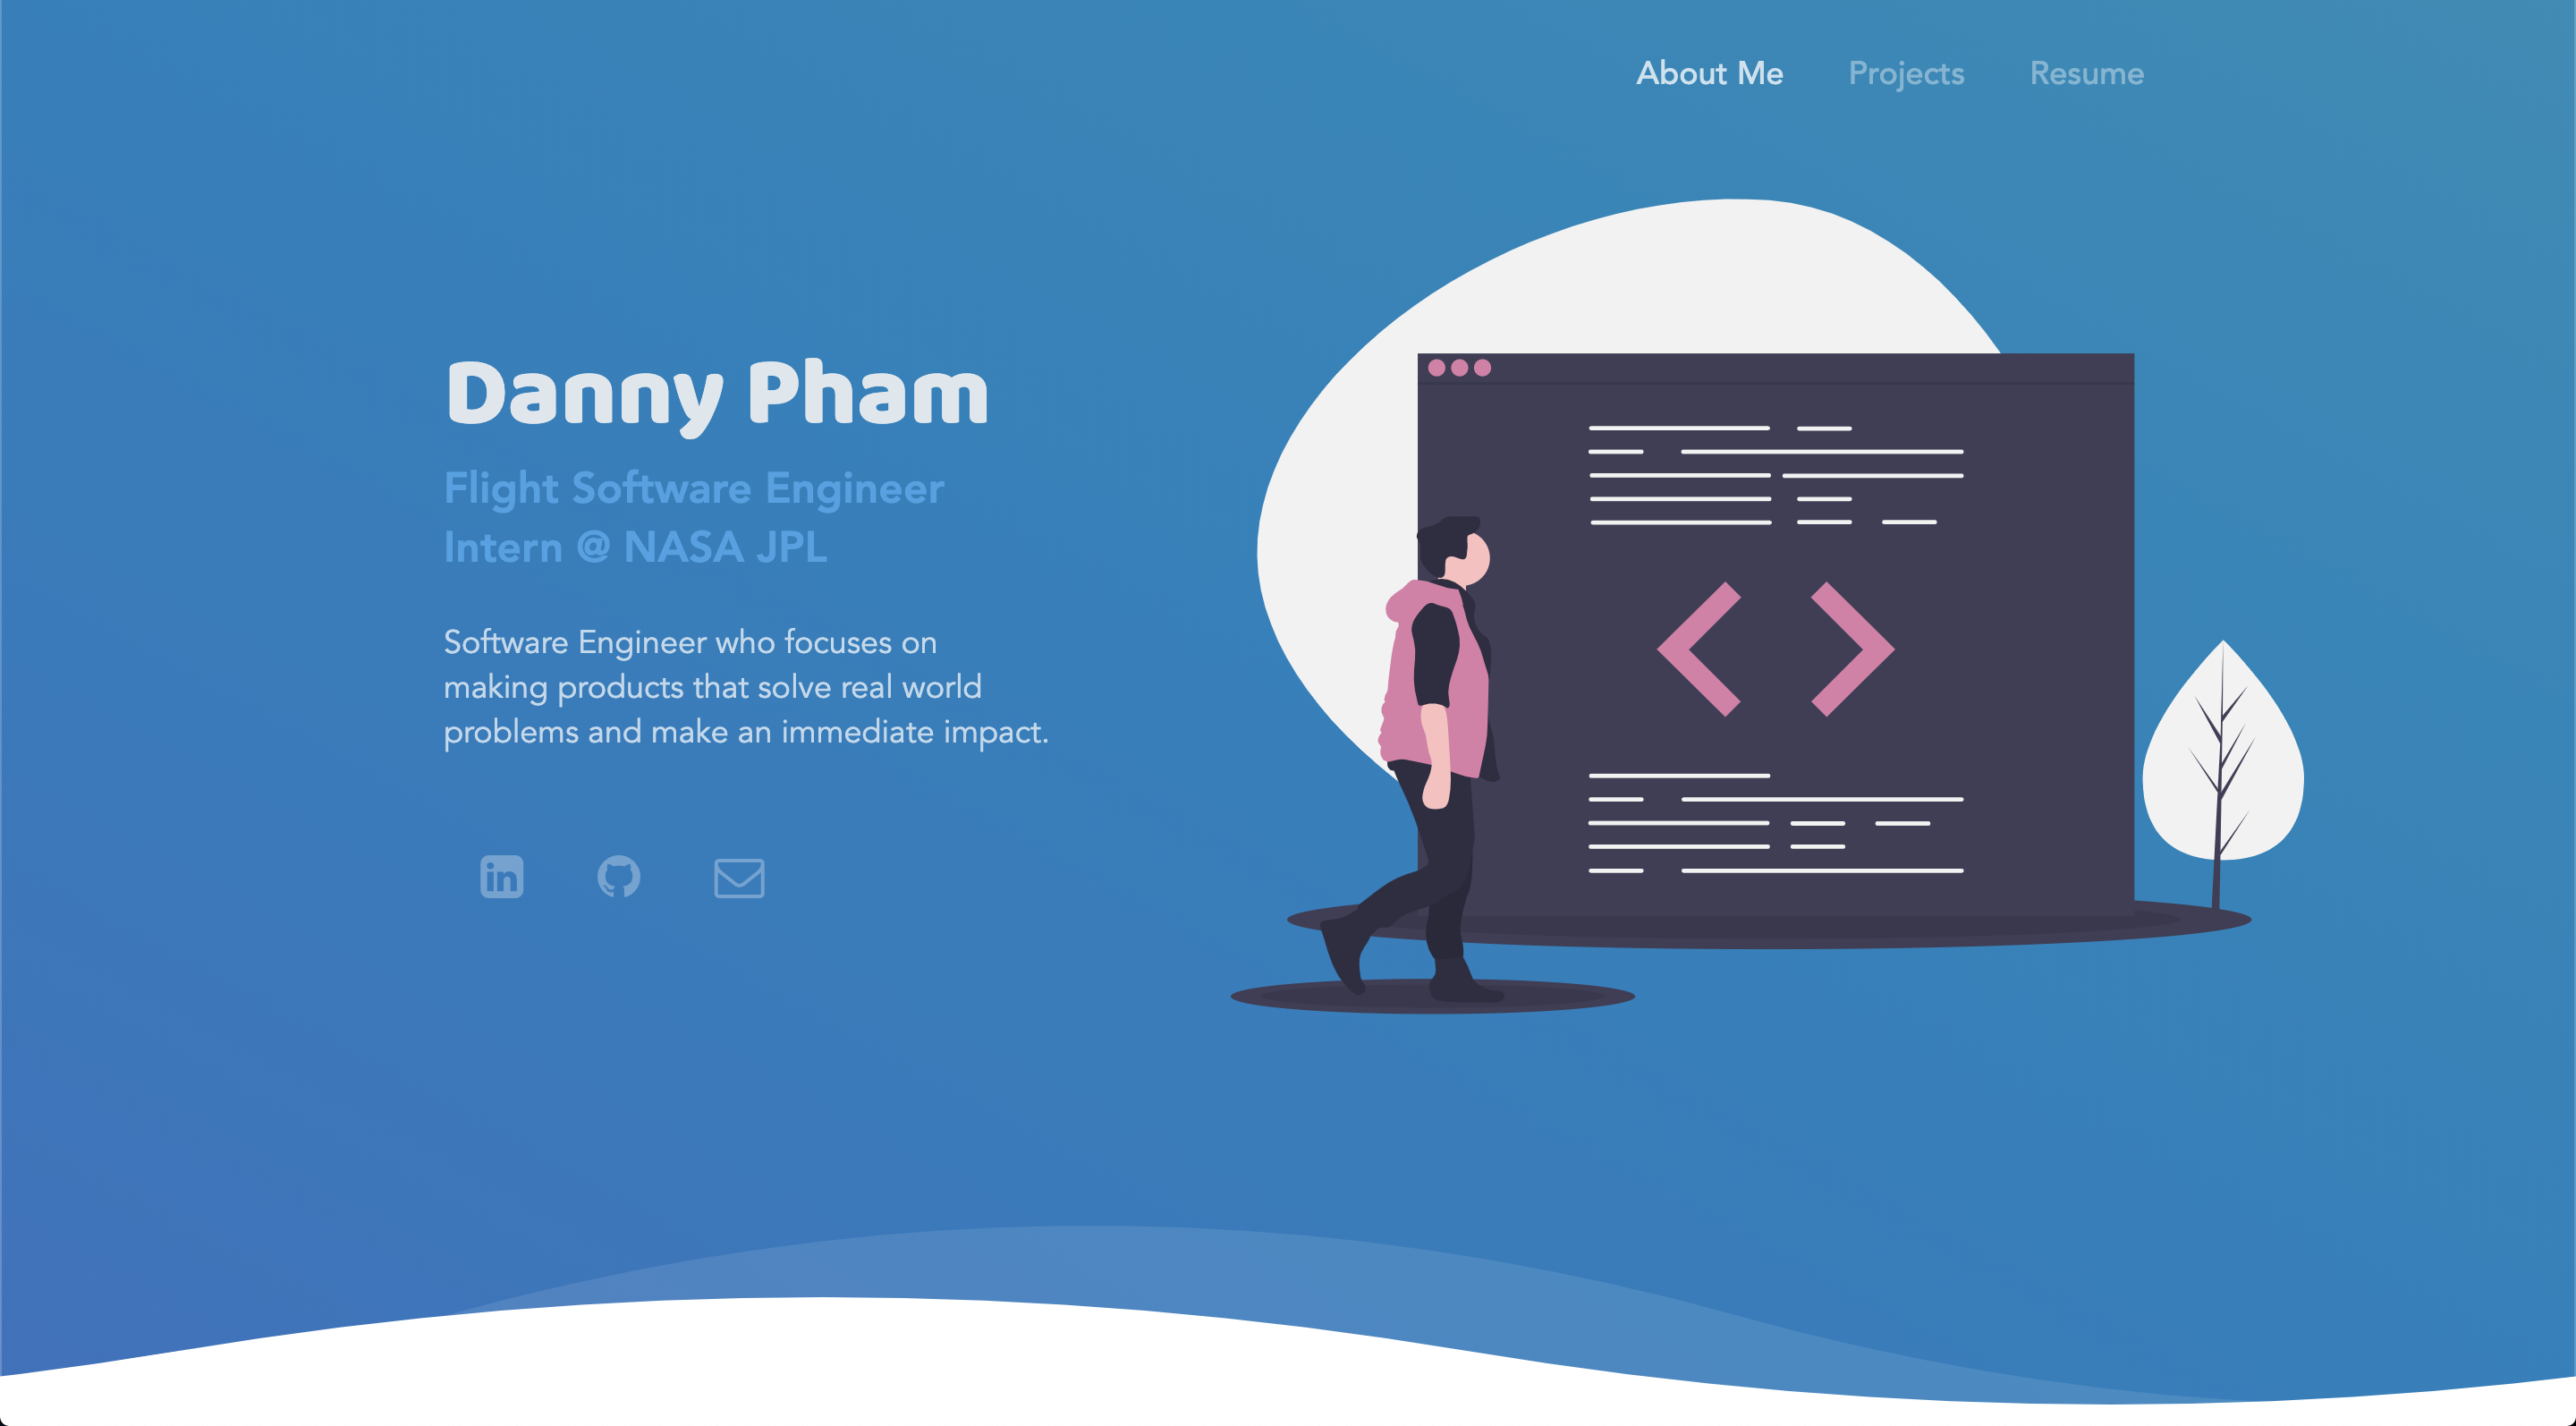 About Me Projects Resume
Danny Pham
Flight Software Engineer
Intern @ NASA JPL
Software Engineer who focuses on
making products that solve real world
problems and make an immediate impact.
in